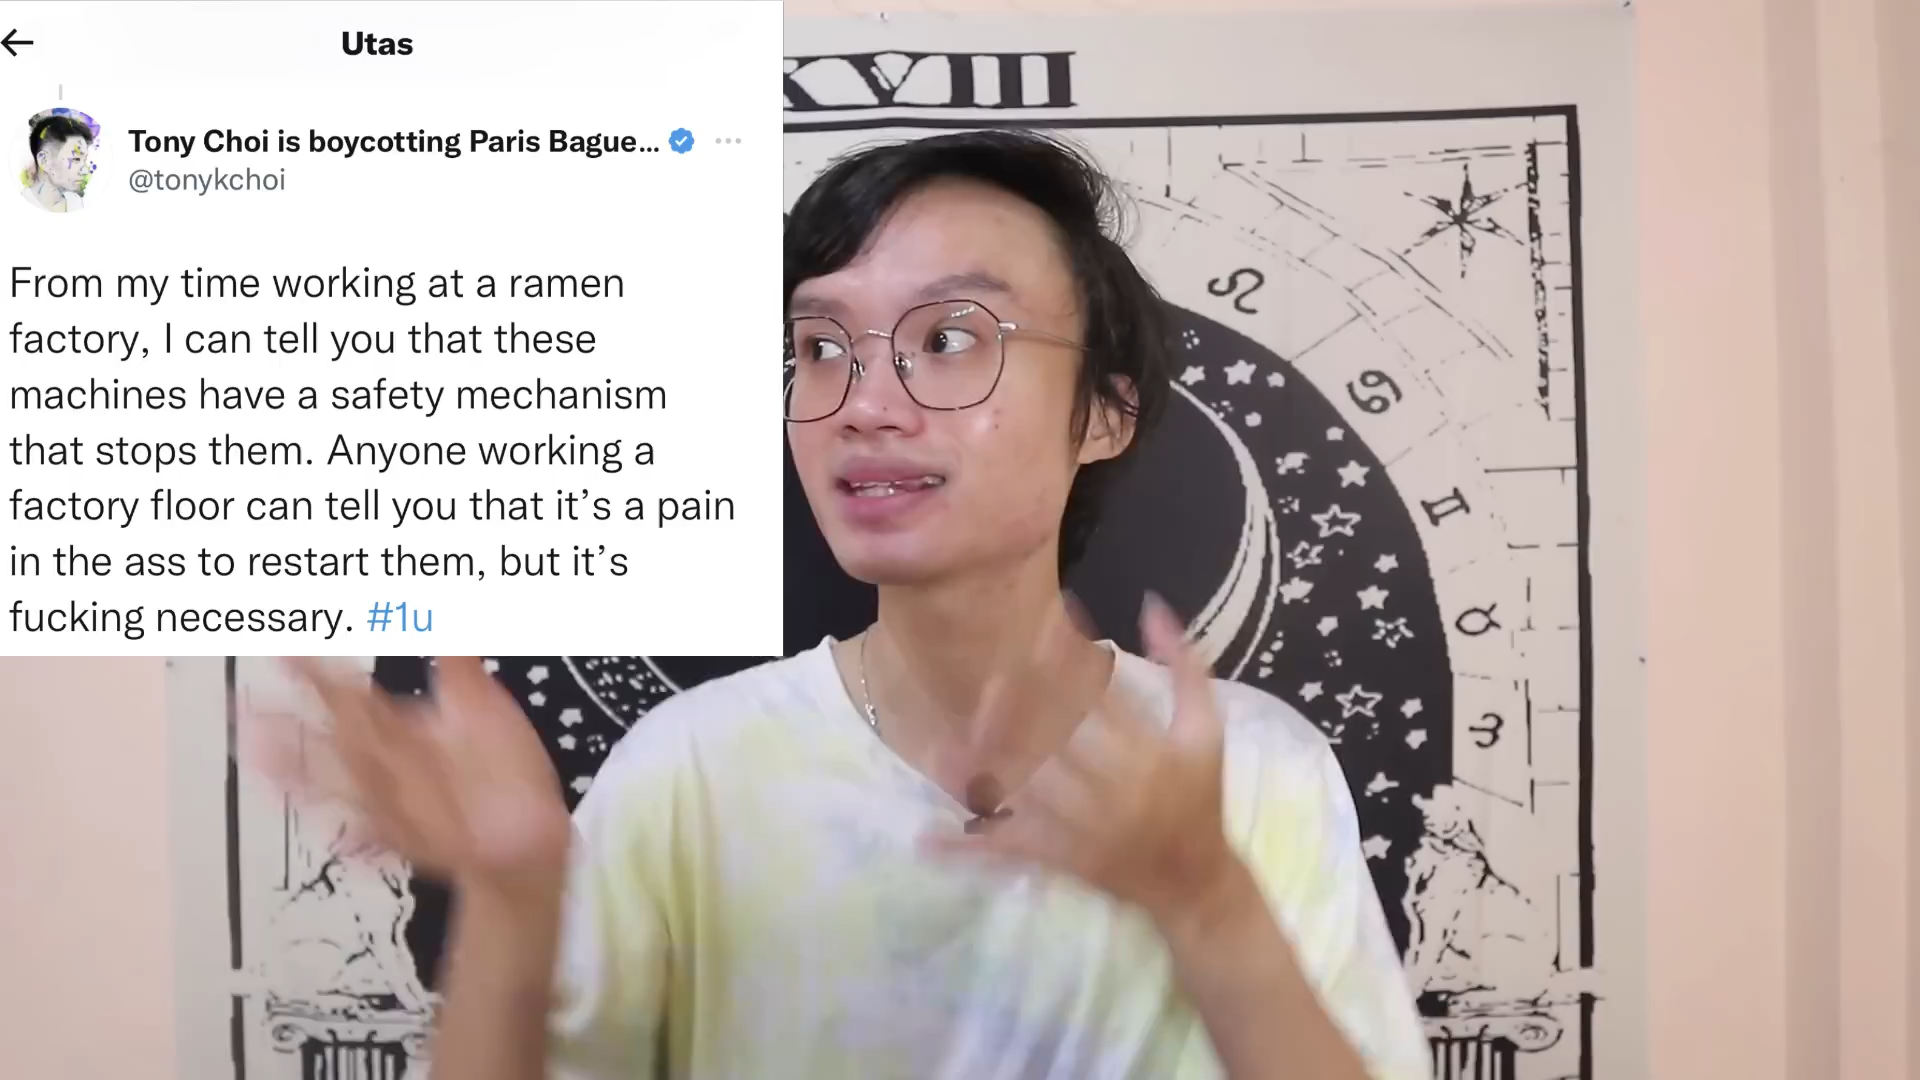 Utas
Tony Choi is boycotting Paris Bague...
@tonykchoi
From my time working at a ramen
factory, I can tell you that these
machines have a safety mechanism
that stops them. Anyone working a
factory floor can tell you that it’s a pain
in the ass to restart them, but it’s
fucking necessary. #1u
XVIII